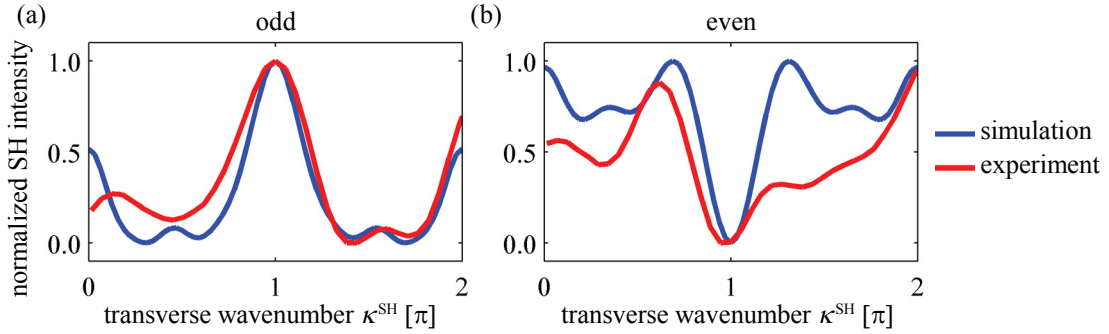 (a)
odd
(b)
even
normalized SH intensity
1.0
0.5
0.0
0
1
2
transverse wavenumber κ^SH [π]
1.0
0.5
0.0
0
1
2
transverse wavenumber κ^SH [π]
simulation
experiment